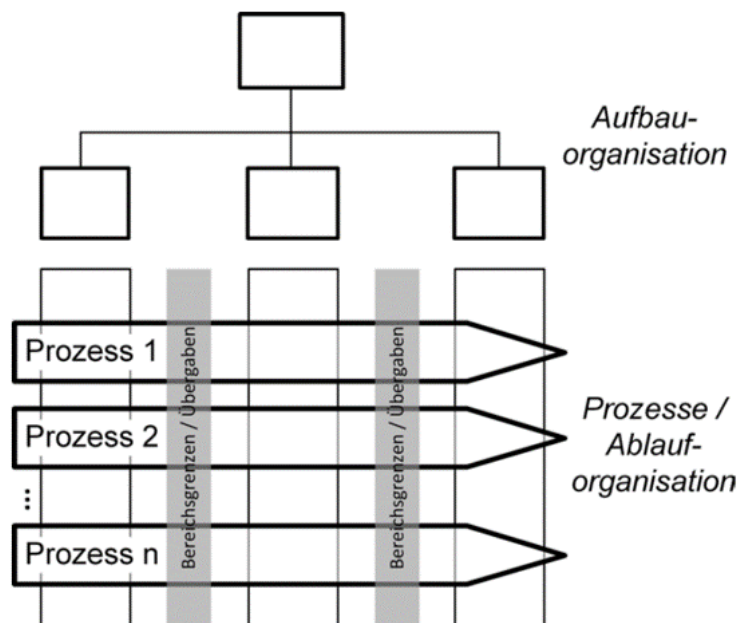 Aufbau-
organisation
Prozess 1
Prozess 2
...
Prozess n
Bereichsgrenzen / Übergaben
Bereichsgrenzen / Übergaben
Prozesse /
Ablauf-
organisation